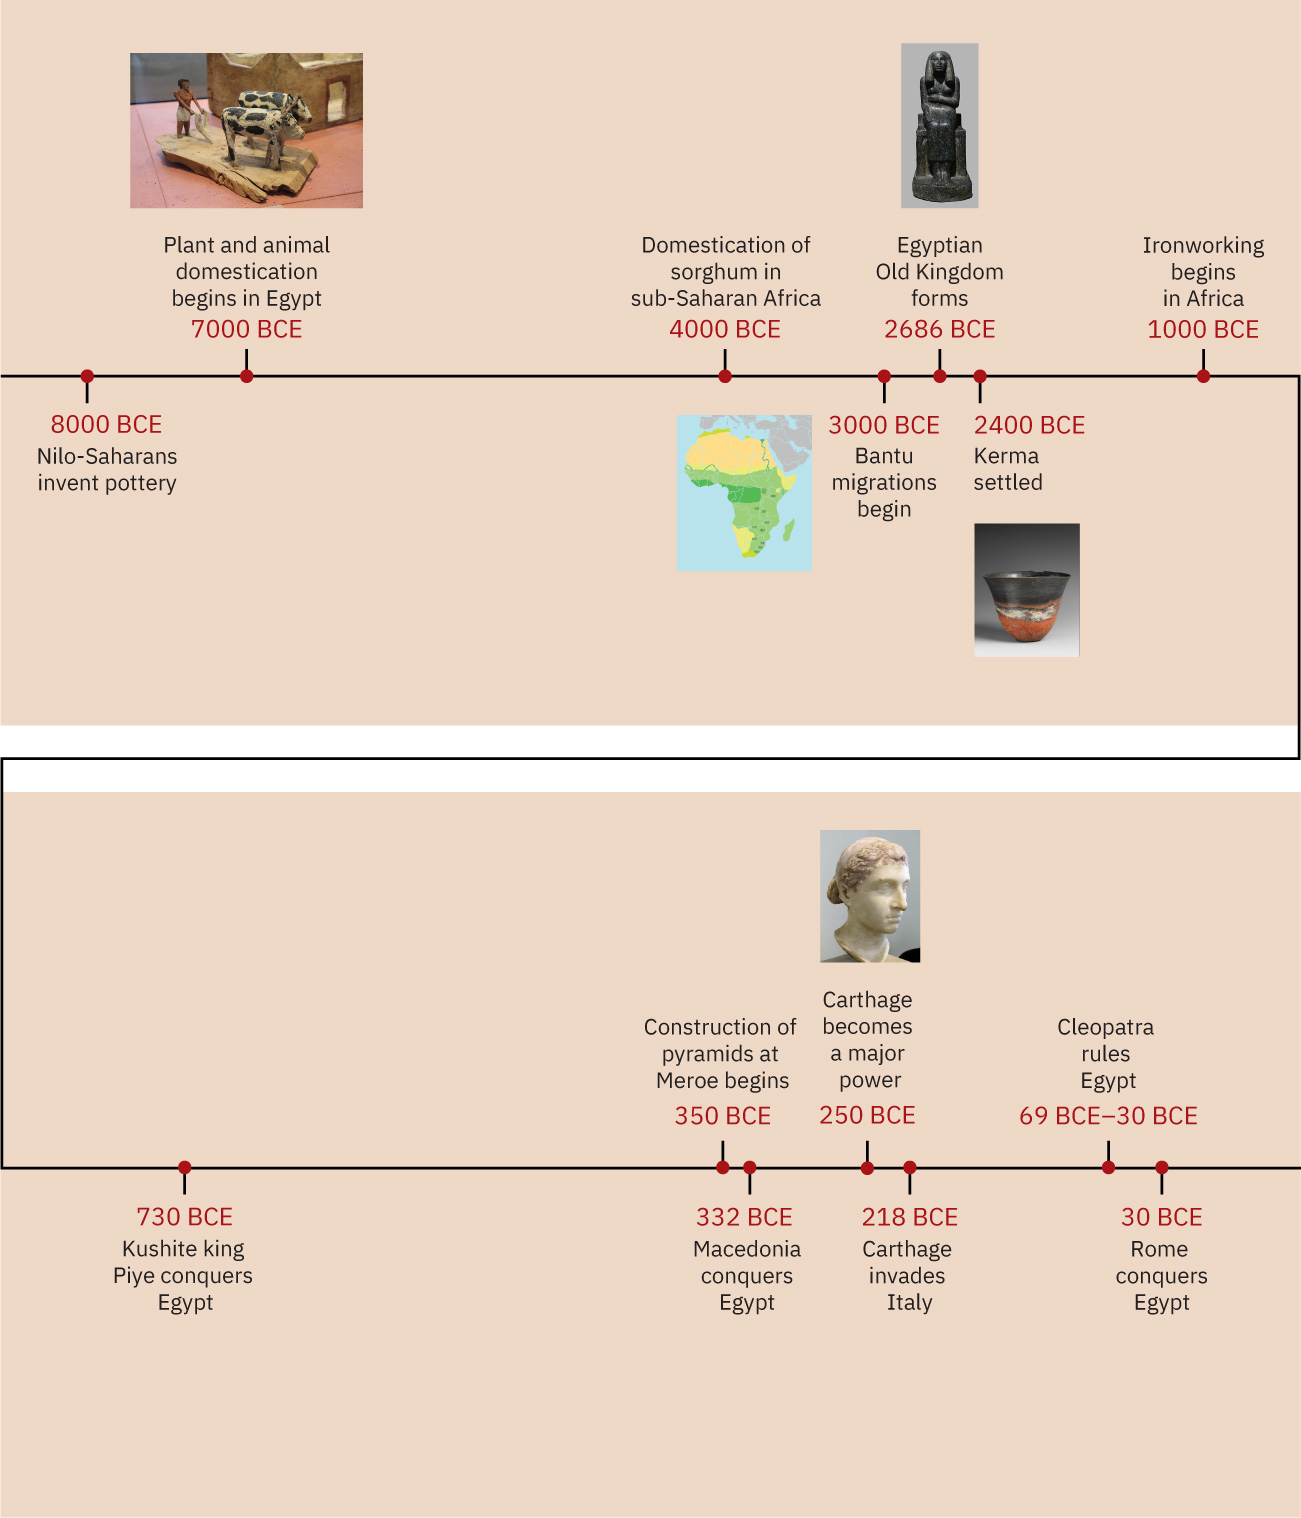 Plant and animal
domestication
begins in Egypt
7000 BCE
Domestication of
sorghum in
sub-Saharan Africa
4000 BCE
Egyptian
Old Kingdom
forms
2686 BCE
Ironworking
begins
in Africa
1000 BCE
8000 BCE
Nilo-Saharans
invent pottery
3000 BCE
Bantu
migrations
begin
2400 BCE
Kerma
settled
Construction of
pyramids at
Meroe begins
350 BCE
Carthage
becomes
a major
power
250 BCE
Cleopatra
rules
Egypt
69 BCE–30 BCE
730 BCE
Kushite king
Piye conquers
Egypt
332 BCE
Macedonia
conquers
Egypt
218 BCE
Carthage
invades
Italy
30 BCE
Rome
conquers
Egypt